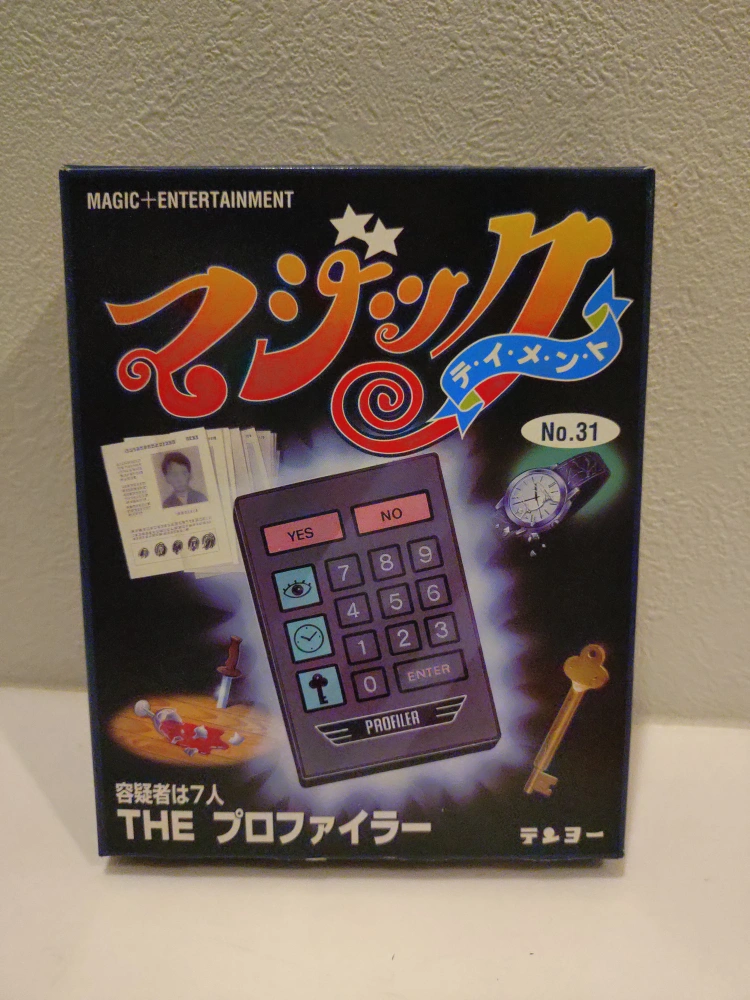 MAGIC+ENTERTAINMENT
マジック
テ・イ・メ・ン・ト
No.31
YES
NO
7 8 9
4 5 6
1 2 3
0 ENTER
PROFILER
容疑者は7人
THE プロファイラー
テンヨー